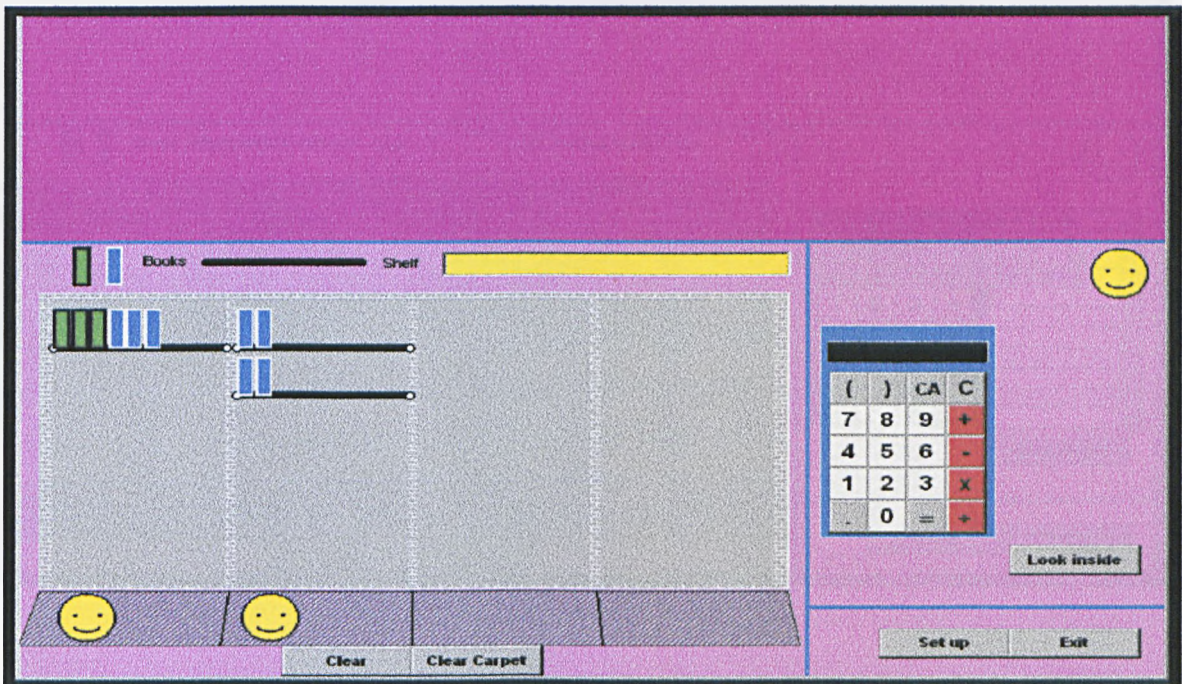 Books
Shelf
( ) CA C
7 8 9 +
4 5 6 -
1 2 3 x
. 0 = ÷
Look inside
Set up
Exit
Clear
Clear Carpet